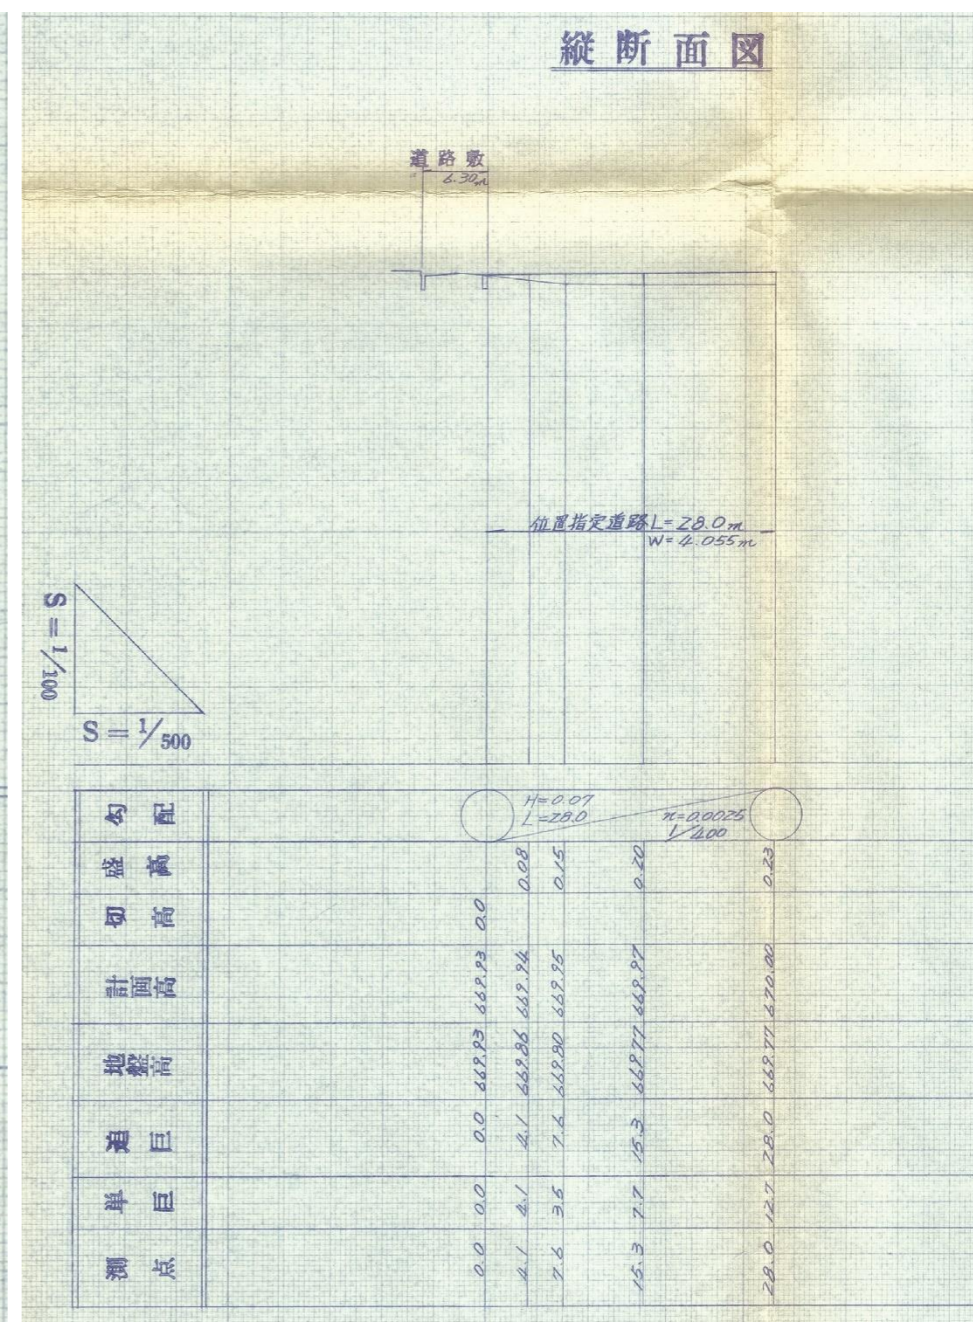 縦断面図
道路敷
6.30m
位置指定道路 L=28.0m
W=4.055m
S=1/100
S=1/500
勾配
H=0.07
L=28.0
n=0.0025
1/400
盛高 0.08 0.15 0.20 0.23
切高 0.0
計画高 669.93 669.94 669.95 669.97 670.00
地盤高 669.93 669.86 669.80 669.77 669.77
追巨 0.0 4.1 7.6 15.3 28.0
単巨 0.0 4.1 3.5 7.7 12.7
測点 0.0 4.1 7.6 15.3 28.0